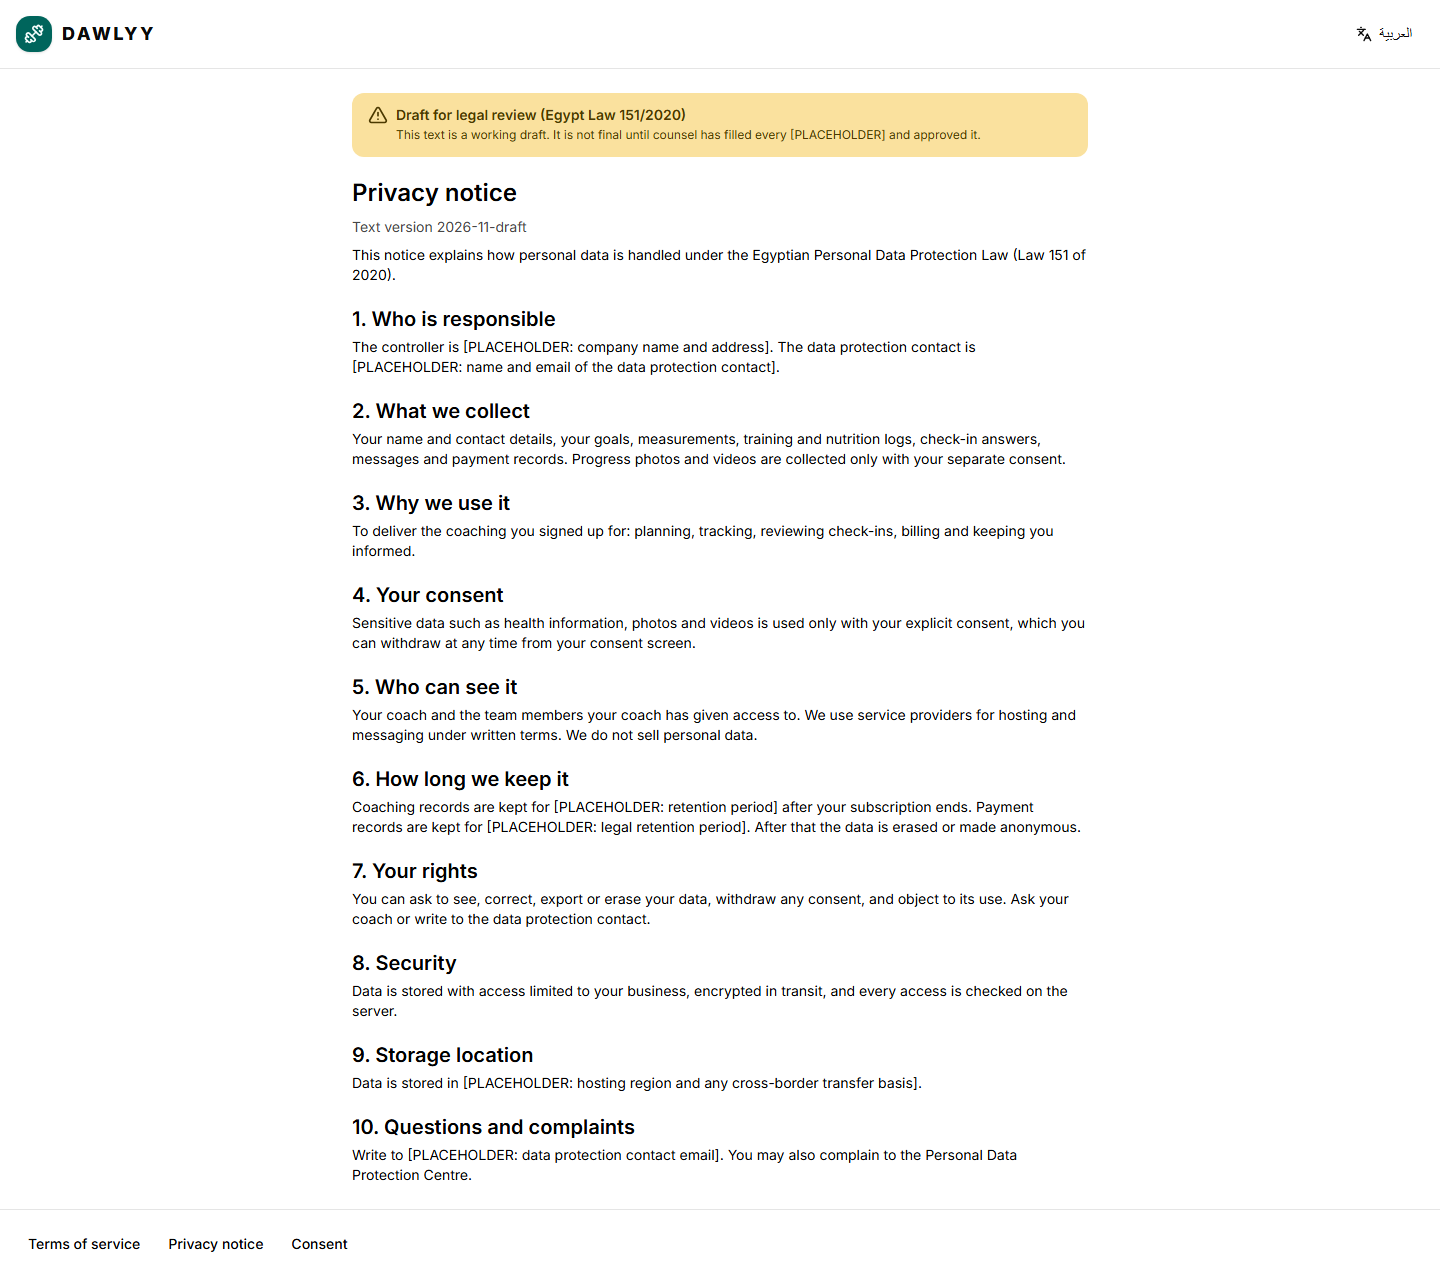 DAWLYY
العربية
Draft for legal review (Egypt Law 151/2020)
This text is a working draft. It is not final until counsel has filled every [PLACEHOLDER] and approved it.
Privacy notice
Text version 2026-11-draft
This notice explains how personal data is handled under the Egyptian Personal Data Protection Law (Law 151 of
2020).
1. Who is responsible
The controller is [PLACEHOLDER: company name and address]. The data protection contact is
[PLACEHOLDER: name and email of the data protection contact].
2. What we collect
Your name and contact details, your goals, measurements, training and nutrition logs, check-in answers,
messages and payment records. Progress photos and videos are collected only with your separate consent.
3. Why we use it
To deliver the coaching you signed up for: planning, tracking, reviewing check-ins, billing and keeping you
informed.
4. Your consent
Sensitive data such as health information, photos and videos is used only with your explicit consent, which you
can withdraw at any time from your consent screen.
5. Who can see it
Your coach and the team members your coach has given access to. We use service providers for hosting and
messaging under written terms. We do not sell personal data.
6. How long we keep it
Coaching records are kept for [PLACEHOLDER: retention period] after your subscription ends. Payment
records are kept for [PLACEHOLDER: legal retention period]. After that the data is erased or made anonymous.
7. Your rights
You can ask to see, correct, export or erase your data, withdraw any consent, and object to its use. Ask your
coach or write to the data protection contact.
8. Security
Data is stored with access limited to your business, encrypted in transit, and every access is checked on the
server.
9. Storage location
Data is stored in [PLACEHOLDER: hosting region and any cross-border transfer basis].
10. Questions and complaints
Write to [PLACEHOLDER: data protection contact email]. You may also complain to the Personal Data
Protection Centre.
Terms of service
Privacy notice
Consent